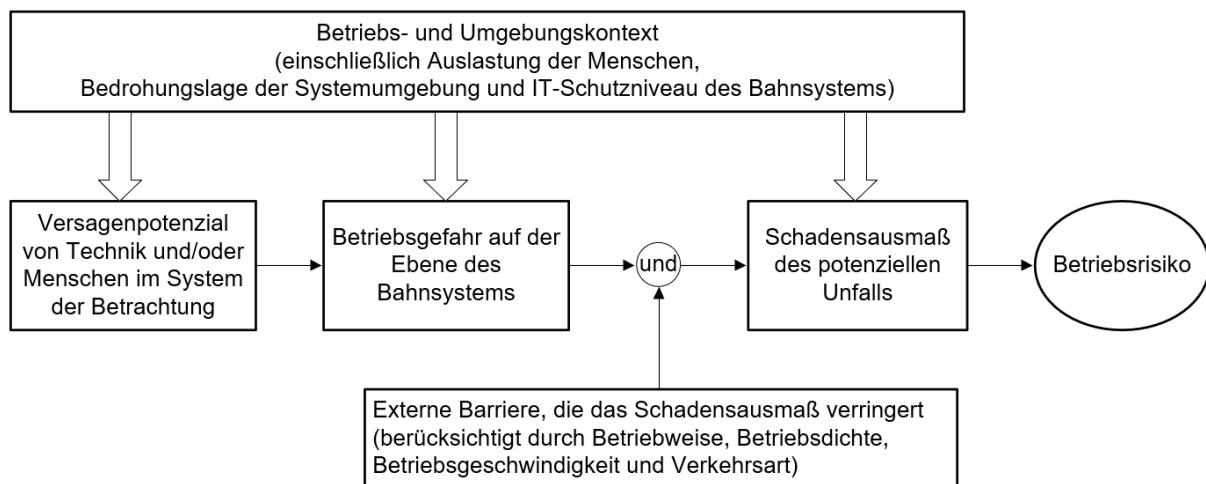 Betriebs- und Umgebungskontext
(einschließlich Auslastung der Menschen,
Bedrohungslage der Systemumgebung und IT-Schutzniveau des Bahnsystems)
Versagenpotenzial
von Technik und/oder
Menschen im System
der Betrachtung
Betriebsgefahr auf der
Ebene des
Bahnsystems
und
Schadensausmaß
des potenziellen
Unfalls
Betriebsrisiko
Externe Barriere, die das Schadensausmaß verringert
(berücksichtigt durch Betriebweise, Betriebsdichte,
Betriebsgeschwindigkeit und Verkehrsart)